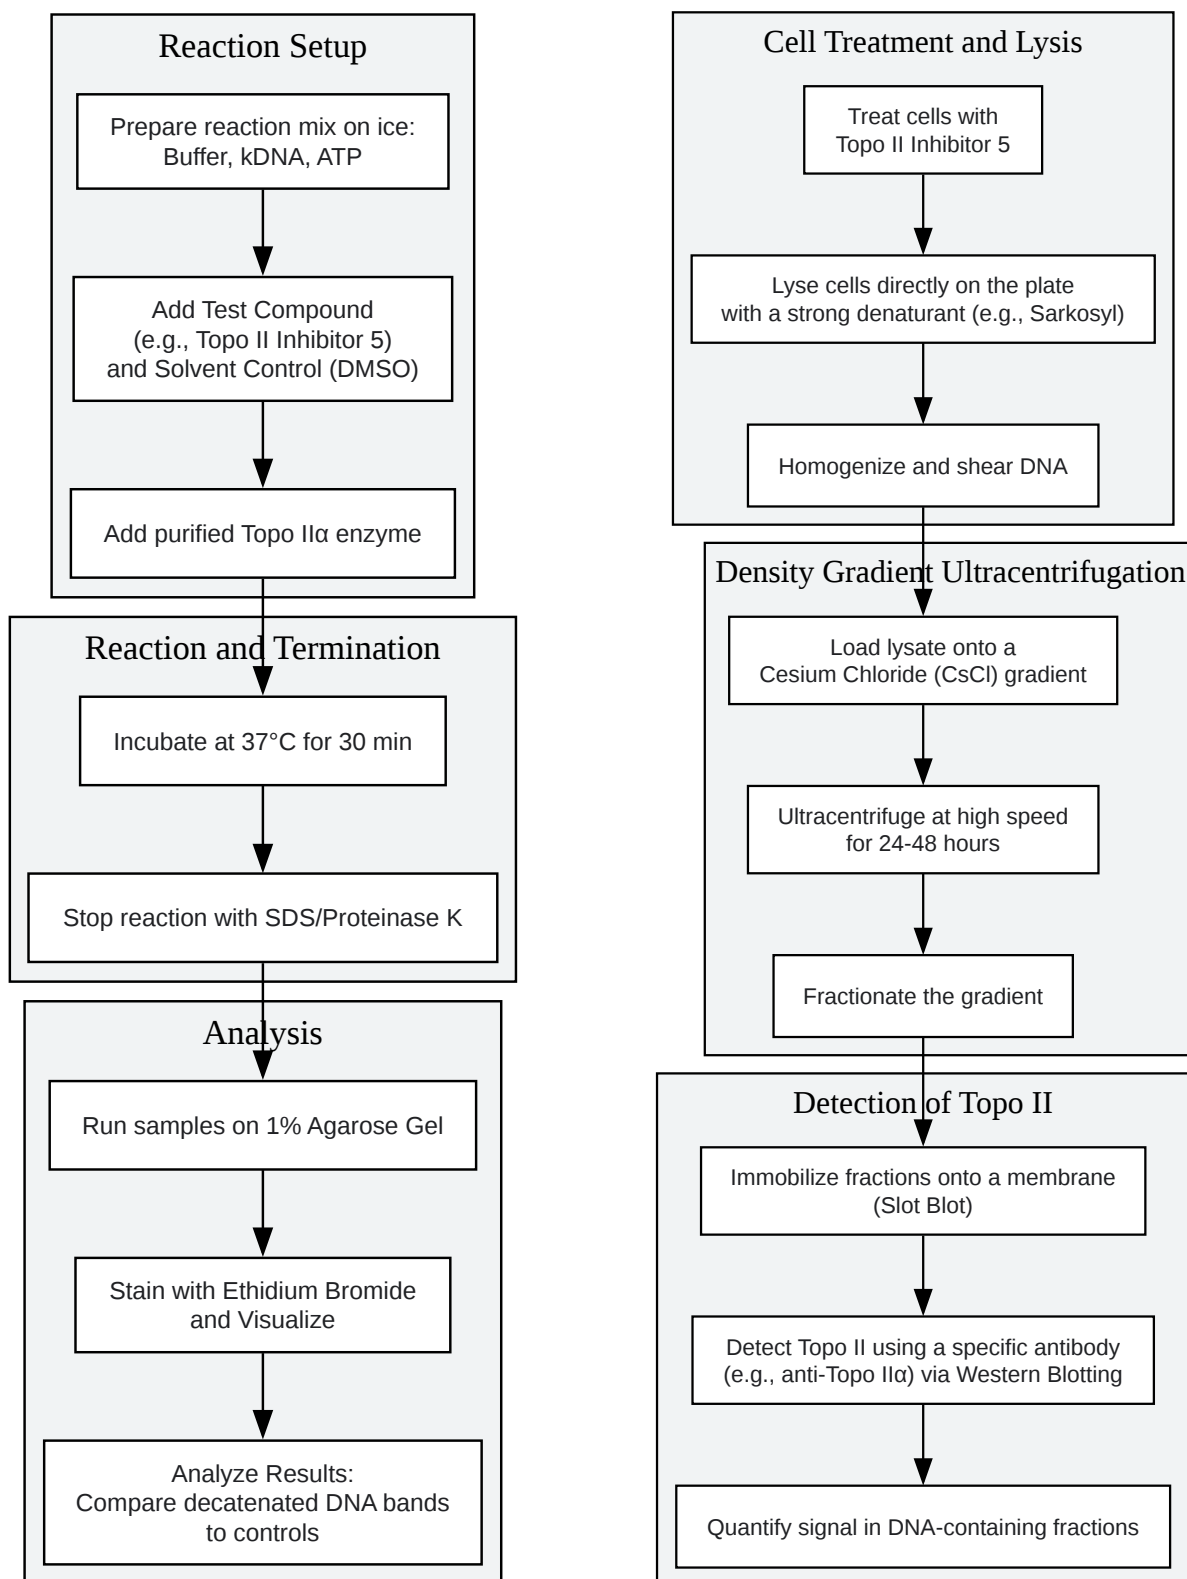 Reaction Setup
Prepare reaction mix on ice:
Buffer, kDNA, ATP
Add Test Compound
(e.g., Topo II Inhibitor 5)
and Solvent Control (DMSO)
Add purified Topo IIα enzyme
Reaction and Termination
Incubate at 37°C for 30 min
Stop reaction with SDS/Proteinase K
Analysis
Run samples on 1% Agarose Gel
Stain with Ethidium Bromide
and Visualize
Analyze Results:
Compare decatenated DNA bands
to controls
Cell Treatment and Lysis
Treat cells with
Topo II Inhibitor 5
Lyse cells directly on the plate
with a strong denaturant (e.g., Sarkosyl)
Homogenize and shear DNA
Density Gradient Ultracentrifugation
Load lysate onto a
Cesium Chloride (CsCl) gradient
Ultracentrifuge at high speed
for 24-48 hours
Fractionate the gradient
Detection of Topo II
Immobilize fractions onto a membrane
(Slot Blot)
Detect Topo II using a specific antibody
(e.g., anti-Topo IIα) via Western Blotting
Quantify signal in DNA-containing fractions